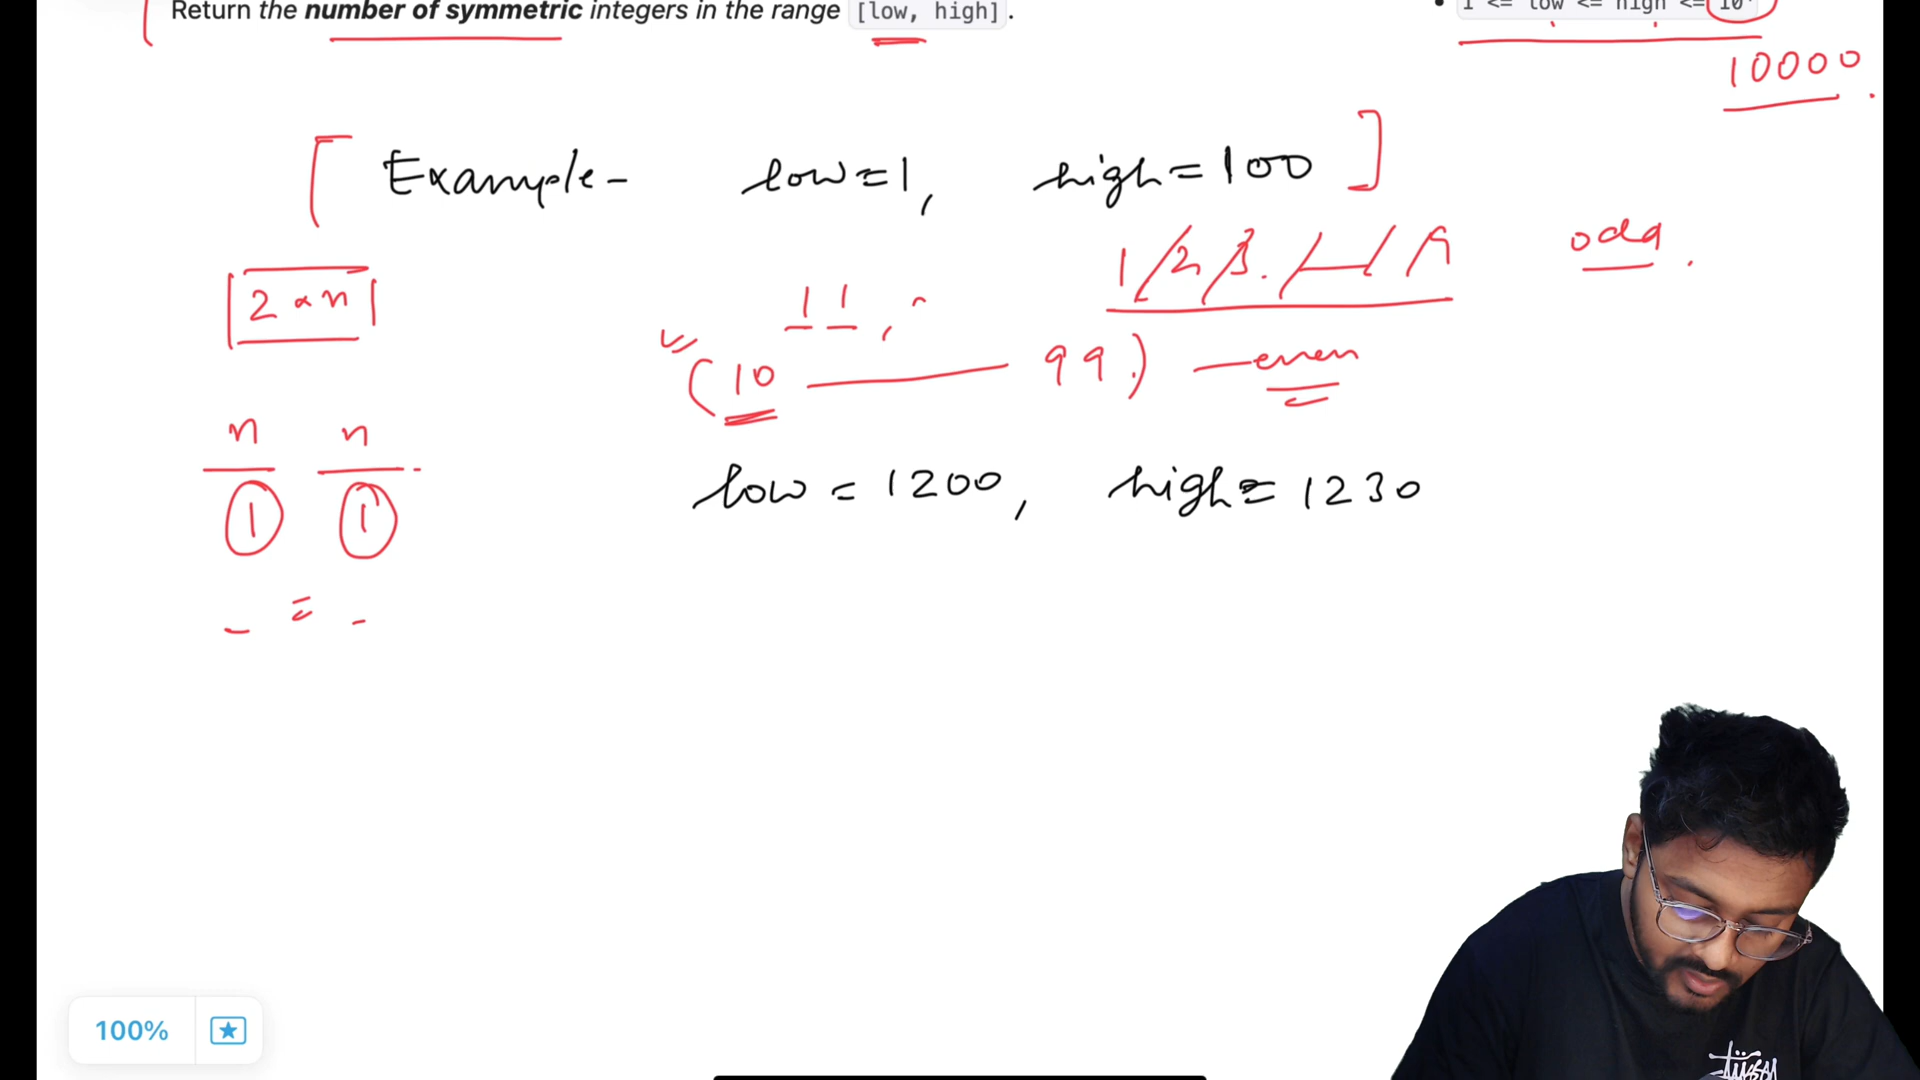 Return the number of symmetric integers in the range [low, high].
1 <= low <= high <= 10
10000
Example - low=1, high=100
1 2 3. 9 odd.
2 * n
11,
(10 99.) even
n n
low = 1200, high = 1230
1 1
=
100%